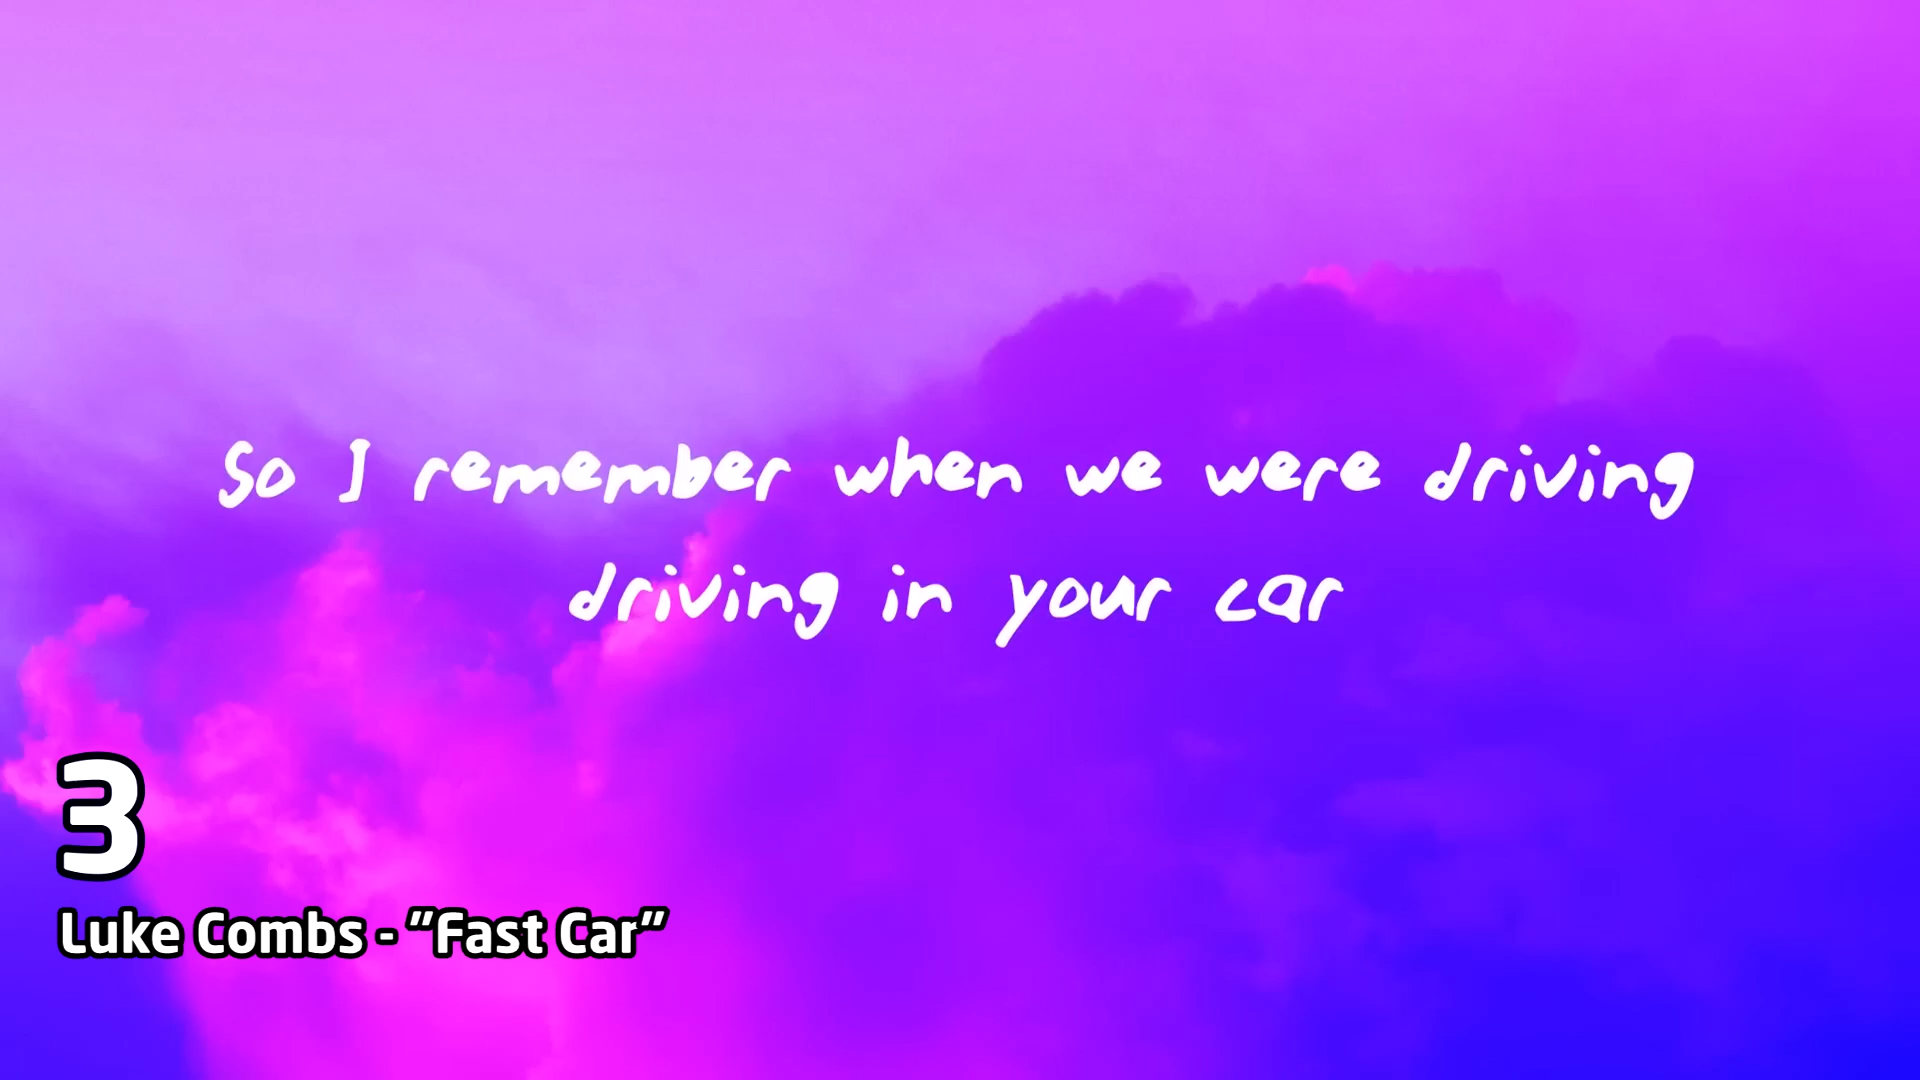 So I remember when we were driving
driving in your car
3
Luke Combs - "Fast Car"